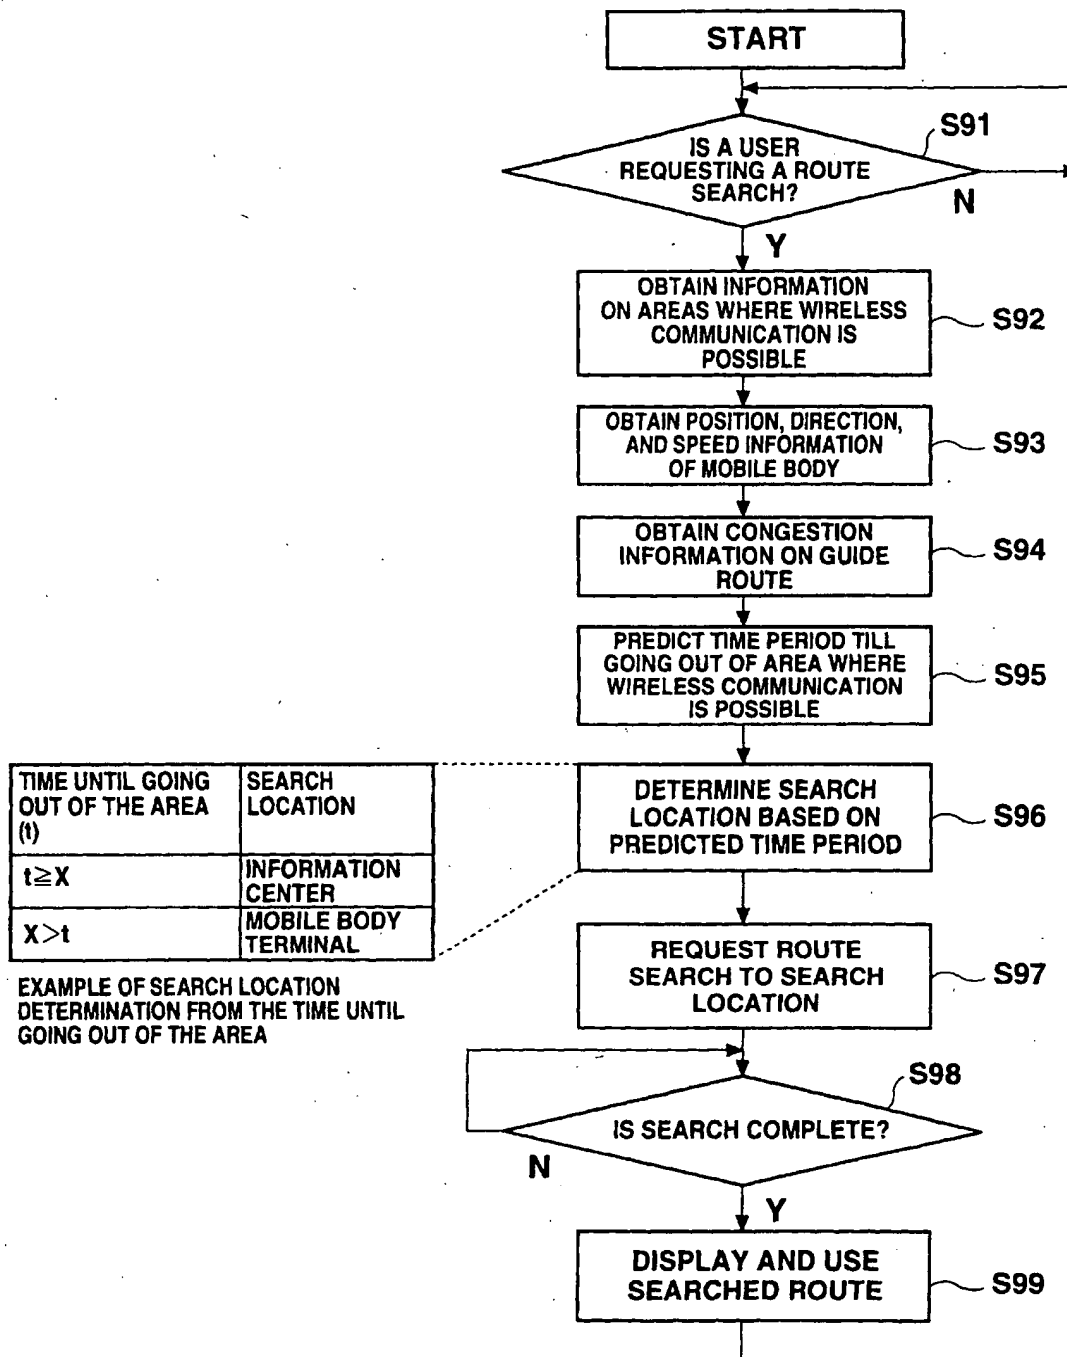 START
S91
IS A USER
REQUESTING A ROUTE
SEARCH?
N
Y
OBTAIN INFORMATION
ON AREAS WHERE WIRELESS
COMMUNICATION IS
POSSIBLE
S92
OBTAIN POSITION, DIRECTION,
AND SPEED INFORMATION
OF MOBILE BODY
S93
OBTAIN CONGESTION
INFORMATION ON GUIDE
ROUTE
S94
PREDICT TIME PERIOD TILL
GOING OUT OF AREA WHERE
WIRELESS COMMUNICATION
IS POSSIBLE
S95
DETERMINE SEARCH
LOCATION BASED ON
PREDICTED TIME PERIOD
S96
TIME UNTIL GOING
OUT OF THE AREA
(t)
SEARCH
LOCATION
t≧X
INFORMATION
CENTER
X>t
MOBILE BODY
TERMINAL
EXAMPLE OF SEARCH LOCATION
DETERMINATION FROM THE TIME UNTIL
GOING OUT OF THE AREA
REQUEST ROUTE
SEARCH TO SEARCH
LOCATION
S97
S98
IS SEARCH COMPLETE?
N
Y
DISPLAY AND USE
SEARCHED ROUTE
S99